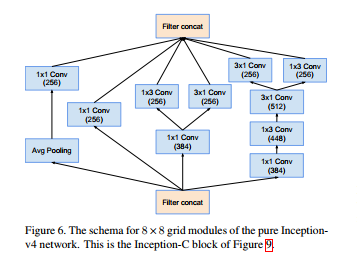 Filter concat
3x1 Conv
(256)
1x3 Conv
(256)
1x1 Conv
(256)
1x3 Conv
(256)
3x1 Conv
(256)
3x1 Conv
(512)
1x1 Conv
(256)
1x3 Conv
(448)
1x1 Conv
(384)
Avg Pooling
1x1 Conv
(384)
Filter concat
Figure 6. The schema for 8 × 8 grid modules of the pure Inception-
v4 network. This is the Inception-C block of Figure 9.